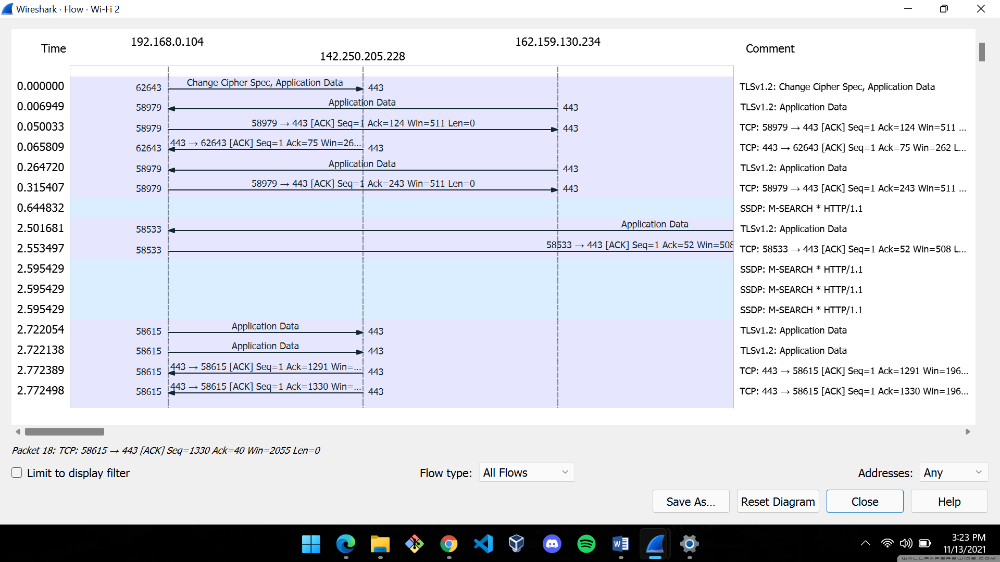 Wireshark · Flow · Wi-Fi 2
Time
192.168.0.104
142.250.205.228
162.159.130.234
Comment
0.000000 62643 Change Cipher Spec, Application Data 443 TLSv1.2: Change Cipher Spec, Application Data
0.006949 58979 Application Data 443 TLSv1.2: Application Data
0.050033 58979 58979 → 443 [ACK] Seq=1 Ack=124 Win=511 Len=0 443 TCP: 58979 → 443 [ACK] Seq=1 Ack=124 Win=511 ...
0.065809 62643 443 → 62643 [ACK] Seq=1 Ack=75 Win=26... 443 TCP: 443 → 62643 [ACK] Seq=1 Ack=75 Win=262 L...
0.264720 58979 Application Data 443 TLSv1.2: Application Data
0.315407 58979 58979 → 443 [ACK] Seq=1 Ack=243 Win=511 Len=0 443 TCP: 58979 → 443 [ACK] Seq=1 Ack=243 Win=511 ...
0.644832 SSDP: M-SEARCH * HTTP/1.1
2.501681 58533 Application Data TLSv1.2: Application Data
2.553497 58533 58533 → 443 [ACK] Seq=1 Ack=52 Win=508 TCP: 58533 → 443 [ACK] Seq=1 Ack=52 Win=508 L...
2.595429 SSDP: M-SEARCH * HTTP/1.1
2.595429 SSDP: M-SEARCH * HTTP/1.1
2.595429 SSDP: M-SEARCH * HTTP/1.1
2.722054 58615 Application Data 443 TLSv1.2: Application Data
2.722138 58615 Application Data 443 TLSv1.2: Application Data
2.772389 58615 443 → 58615 [ACK] Seq=1 Ack=1291 Win=... 443 TCP: 443 → 58615 [ACK] Seq=1 Ack=1291 Win=196...
2.772498 58615 443 → 58615 [ACK] Seq=1 Ack=1330 Win=... 443 TCP: 443 → 58615 [ACK] Seq=1 Ack=1330 Win=196...
Packet 18: TCP: 58615 → 443 [ACK] Seq=1330 Ack=40 Win=2055 Len=0
Limit to display filter
Flow type: All Flows
Addresses: Any
Save As...
Reset Diagram
Close
Help
W
3:23 PM
11/13/2021
WALLPAPERSWIDE.COM